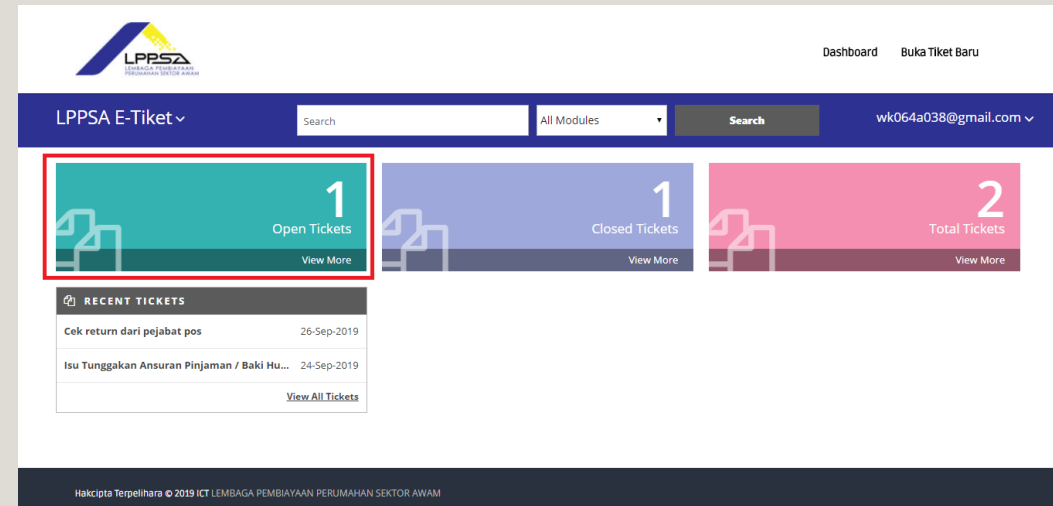 LPPSA
LEMBAGA PEMBIAYAAN
PERUMAHAN SEKTOR AWAM
Dashboard Buka Tiket Baru
LPPSA E-Tiket Search All Modules Search wk064a038@gmail.com
1
Open Tickets
View More
1
Closed Tickets
View More
2
Total Tickets
View More
RECENT TICKETS
Cek return dari pejabat pos 26-Sep-2019
Isu Tunggakan Ansuran Pinjaman / Baki Hu... 24-Sep-2019
View All Tickets
Hakcipta Terpelihara © 2019 ICT LEMBAGA PEMBIAYAAN PERUMAHAN SEKTOR AWAM